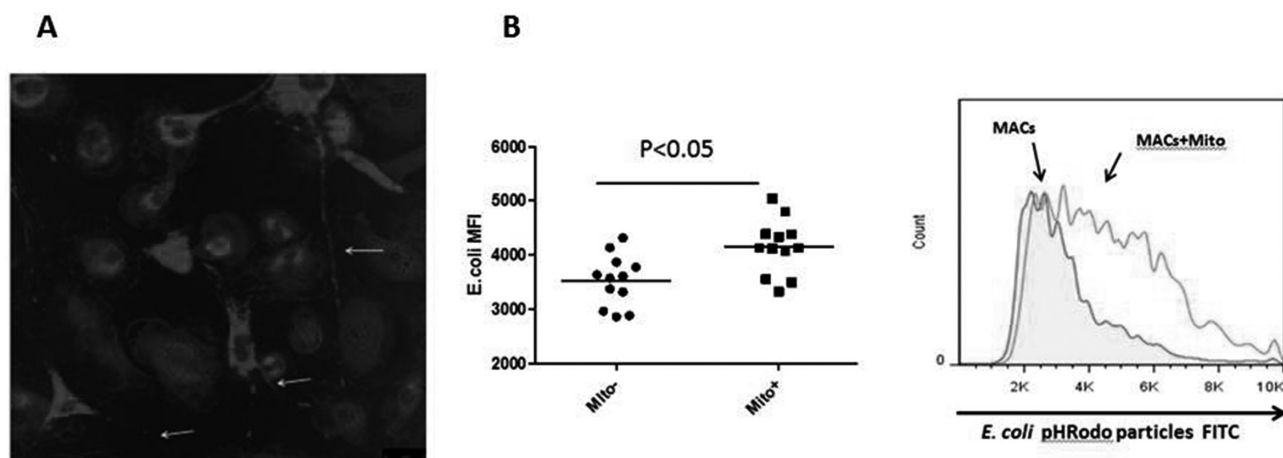 A
B
6000
5000
4000
3000
2000
E.coli MFI
P<0.05
Mito-
Mito+
MACs
MACs+Mito
Count
0
2K
4K
6K
8K
10K
E. coli pHRodo particles FITC